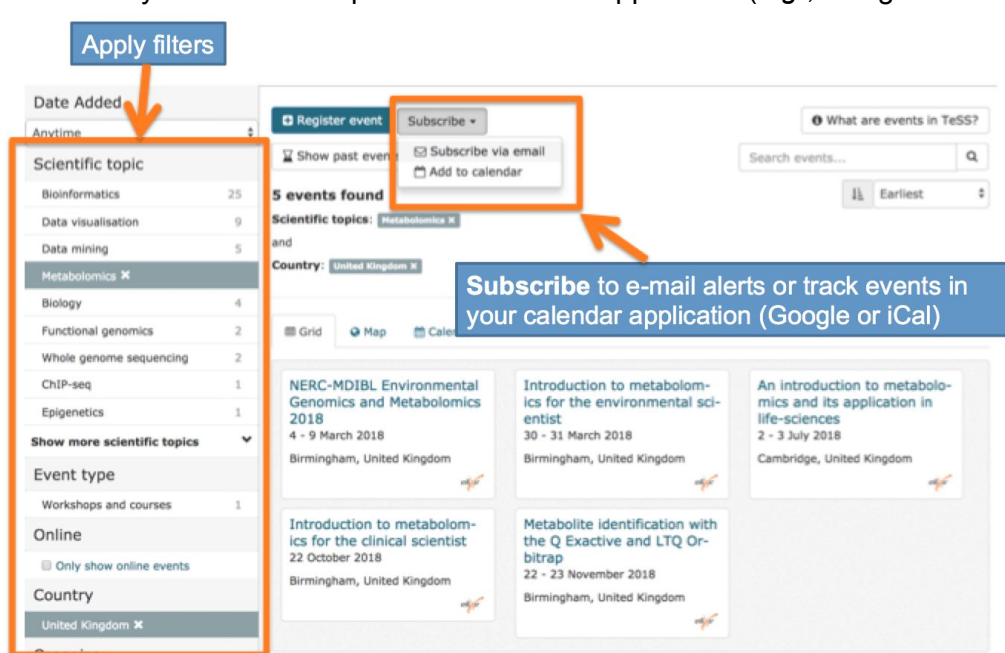 Apply filters
Date Added
Anytime
Scientific topic
Bioinformatics 25
Data visualisation 9
Data mining 5
Metabolomics ×
Biology 4
Functional genomics 2
Whole genome sequencing 2
ChIP-seq 1
Epigenetics 1
Show more scientific topics
Event type
Workshops and courses 1
Online
Only show online events
Country
United Kingdom ×
Register event
Subscribe
Subscribe via email
Add to calendar
What are events in TeSS?
Show past even
Search events...
Earliest
5 events found
Scientific topics: Metabolomics ×
and
Country: United Kingdom ×
Subscribe to e-mail alerts or track events in
your calendar application (Google or iCal)
Grid Map Calen
NERC-MDIBL Environmental
Genomics and Metabolomics
2018
4 - 9 March 2018
Birmingham, United Kingdom
Introduction to metabolom-
ics for the environmental sci-
entist
30 - 31 March 2018
Birmingham, United Kingdom
An introduction to metabolo-
mics and its application in
life-sciences
2 - 3 July 2018
Cambridge, United Kingdom
Introduction to metabolom-
ics for the clinical scientist
22 October 2018
Birmingham, United Kingdom
Metabolite identification with
the Q Exactive and LTQ Or-
bitrap
22 - 23 November 2018
Birmingham, United Kingdom